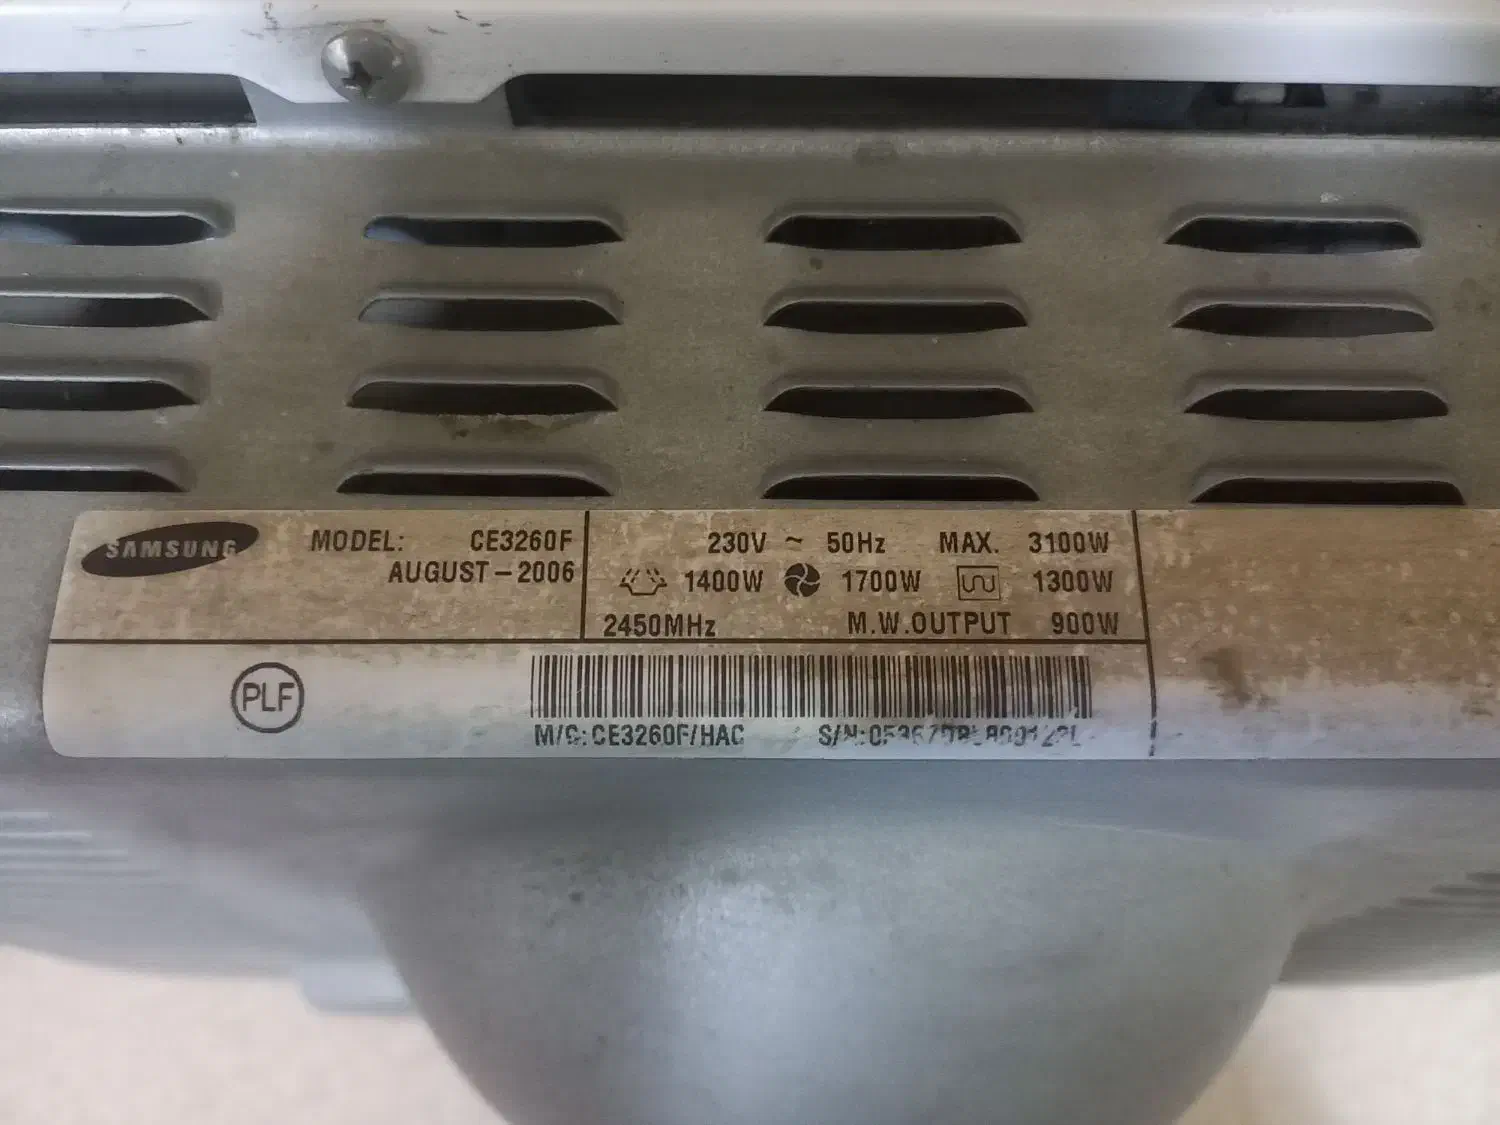 SAMSUNG
MODEL: CE3260F
AUGUST-2006
230V ~ 50Hz MAX. 3100W
1400W 1700W 1300W
2450MHz M.W.OUTPUT 900W
PLF
M/C:CE3260F/HAC S/N: